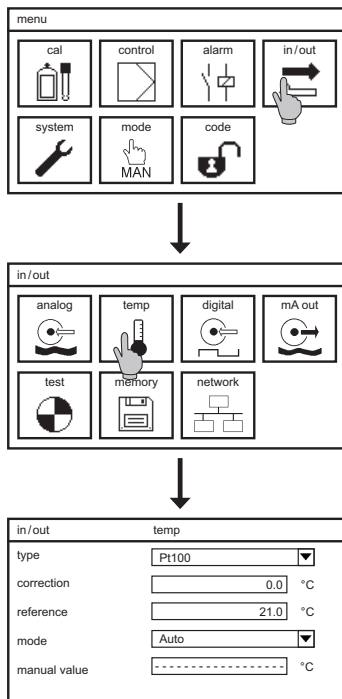 menu
cal control alarm in/out
system mode code
MAN
in/out
analog temp digital mA out
test memory network
in/out temp
type Pt100
correction 0.0 °C
reference 21.0 °C
mode Auto
manual value ------------------ °C